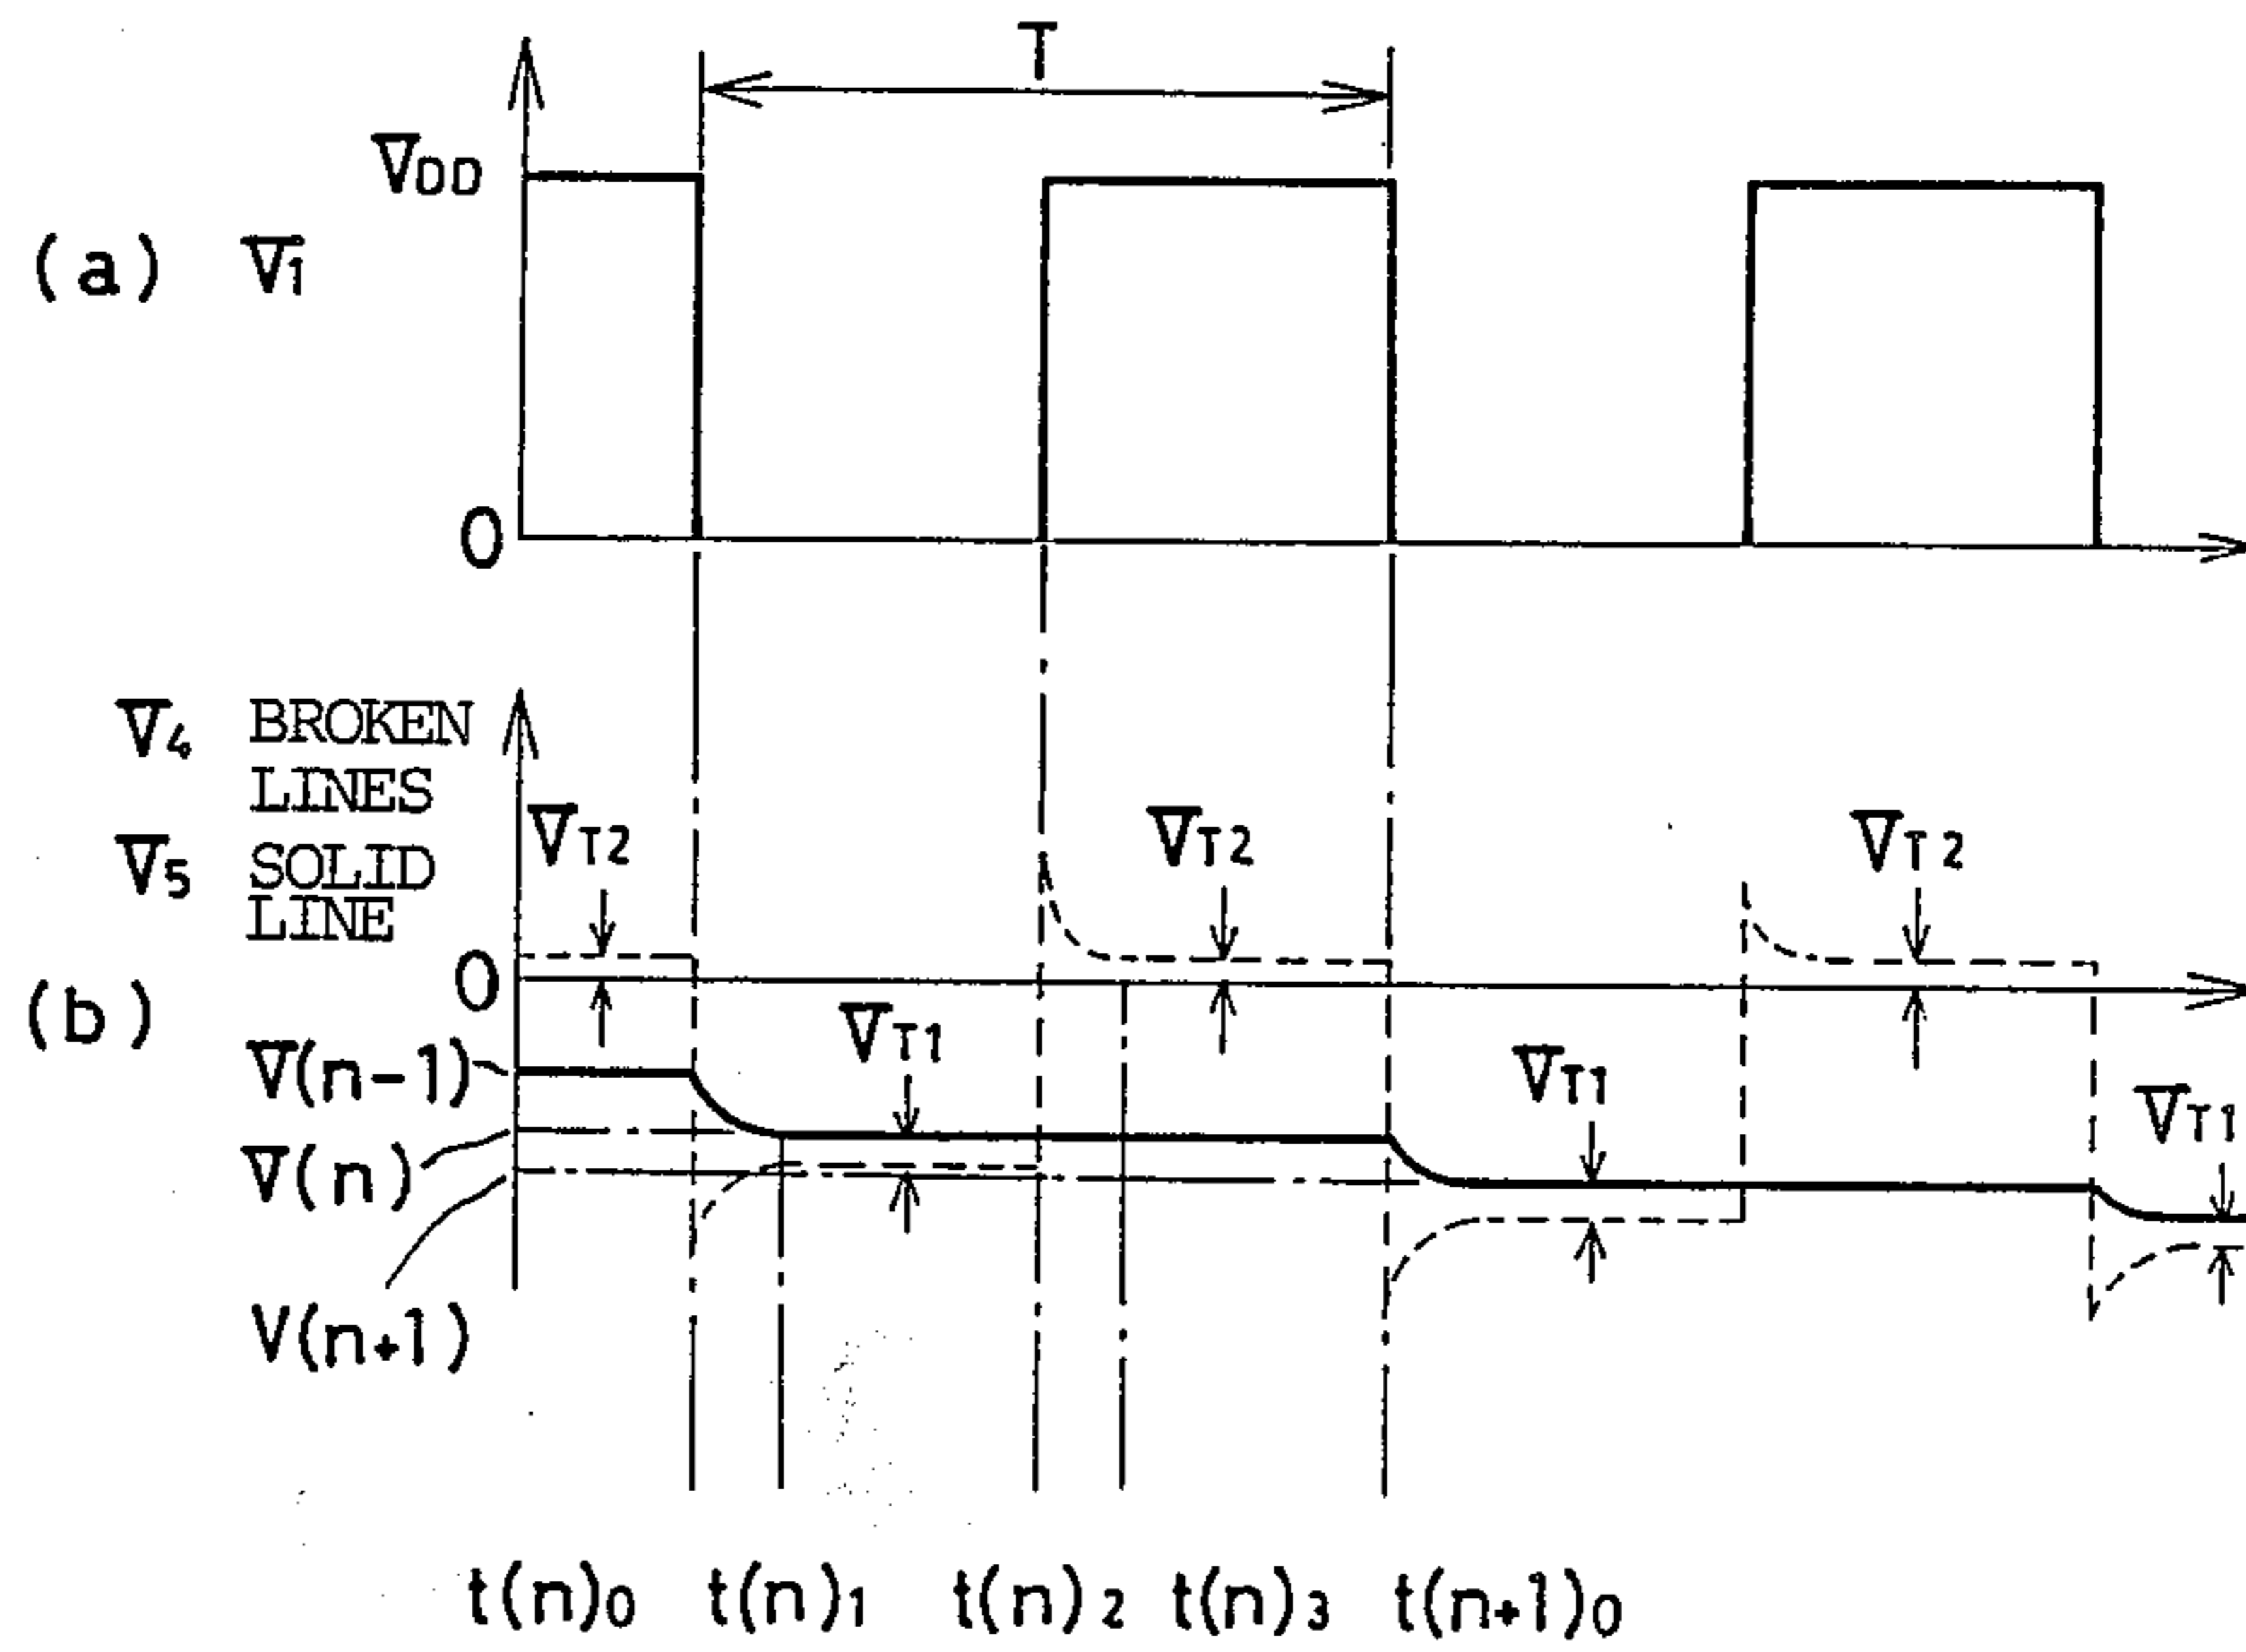 T
VDD
(a) V1
0
V4 BROKEN
LINES
V5 SOLID
LINE
VT2 VT2 VT2
0
(b)
VT1 VT1 VT1
V(n-1)
V(n)
V(n+1)
t(n)0 t(n)1 t(n)2 t(n)3 t(n+1)0